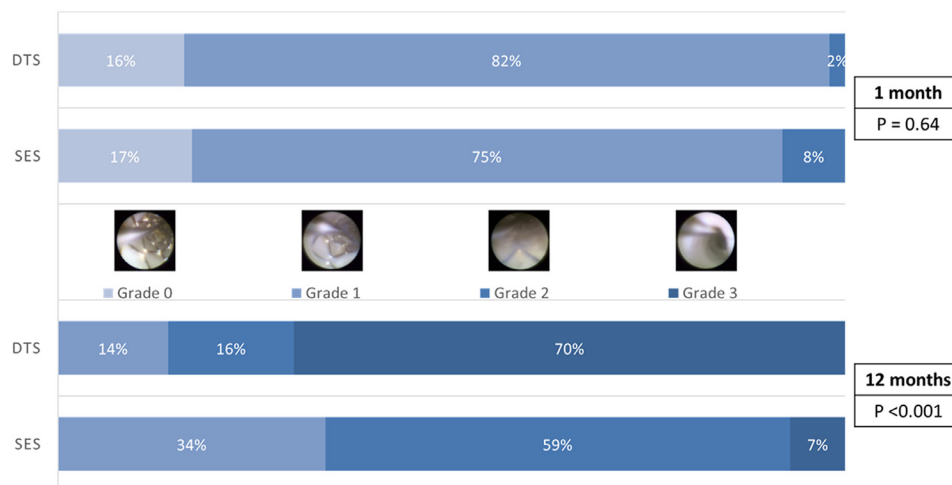 DTS 16% 82% 2%
1 month
P = 0.64
SES 17% 75% 8%
Grade 0 Grade 1 Grade 2 Grade 3
DTS 14% 16% 70%
12 months
P <0.001
SES 34% 59% 7%